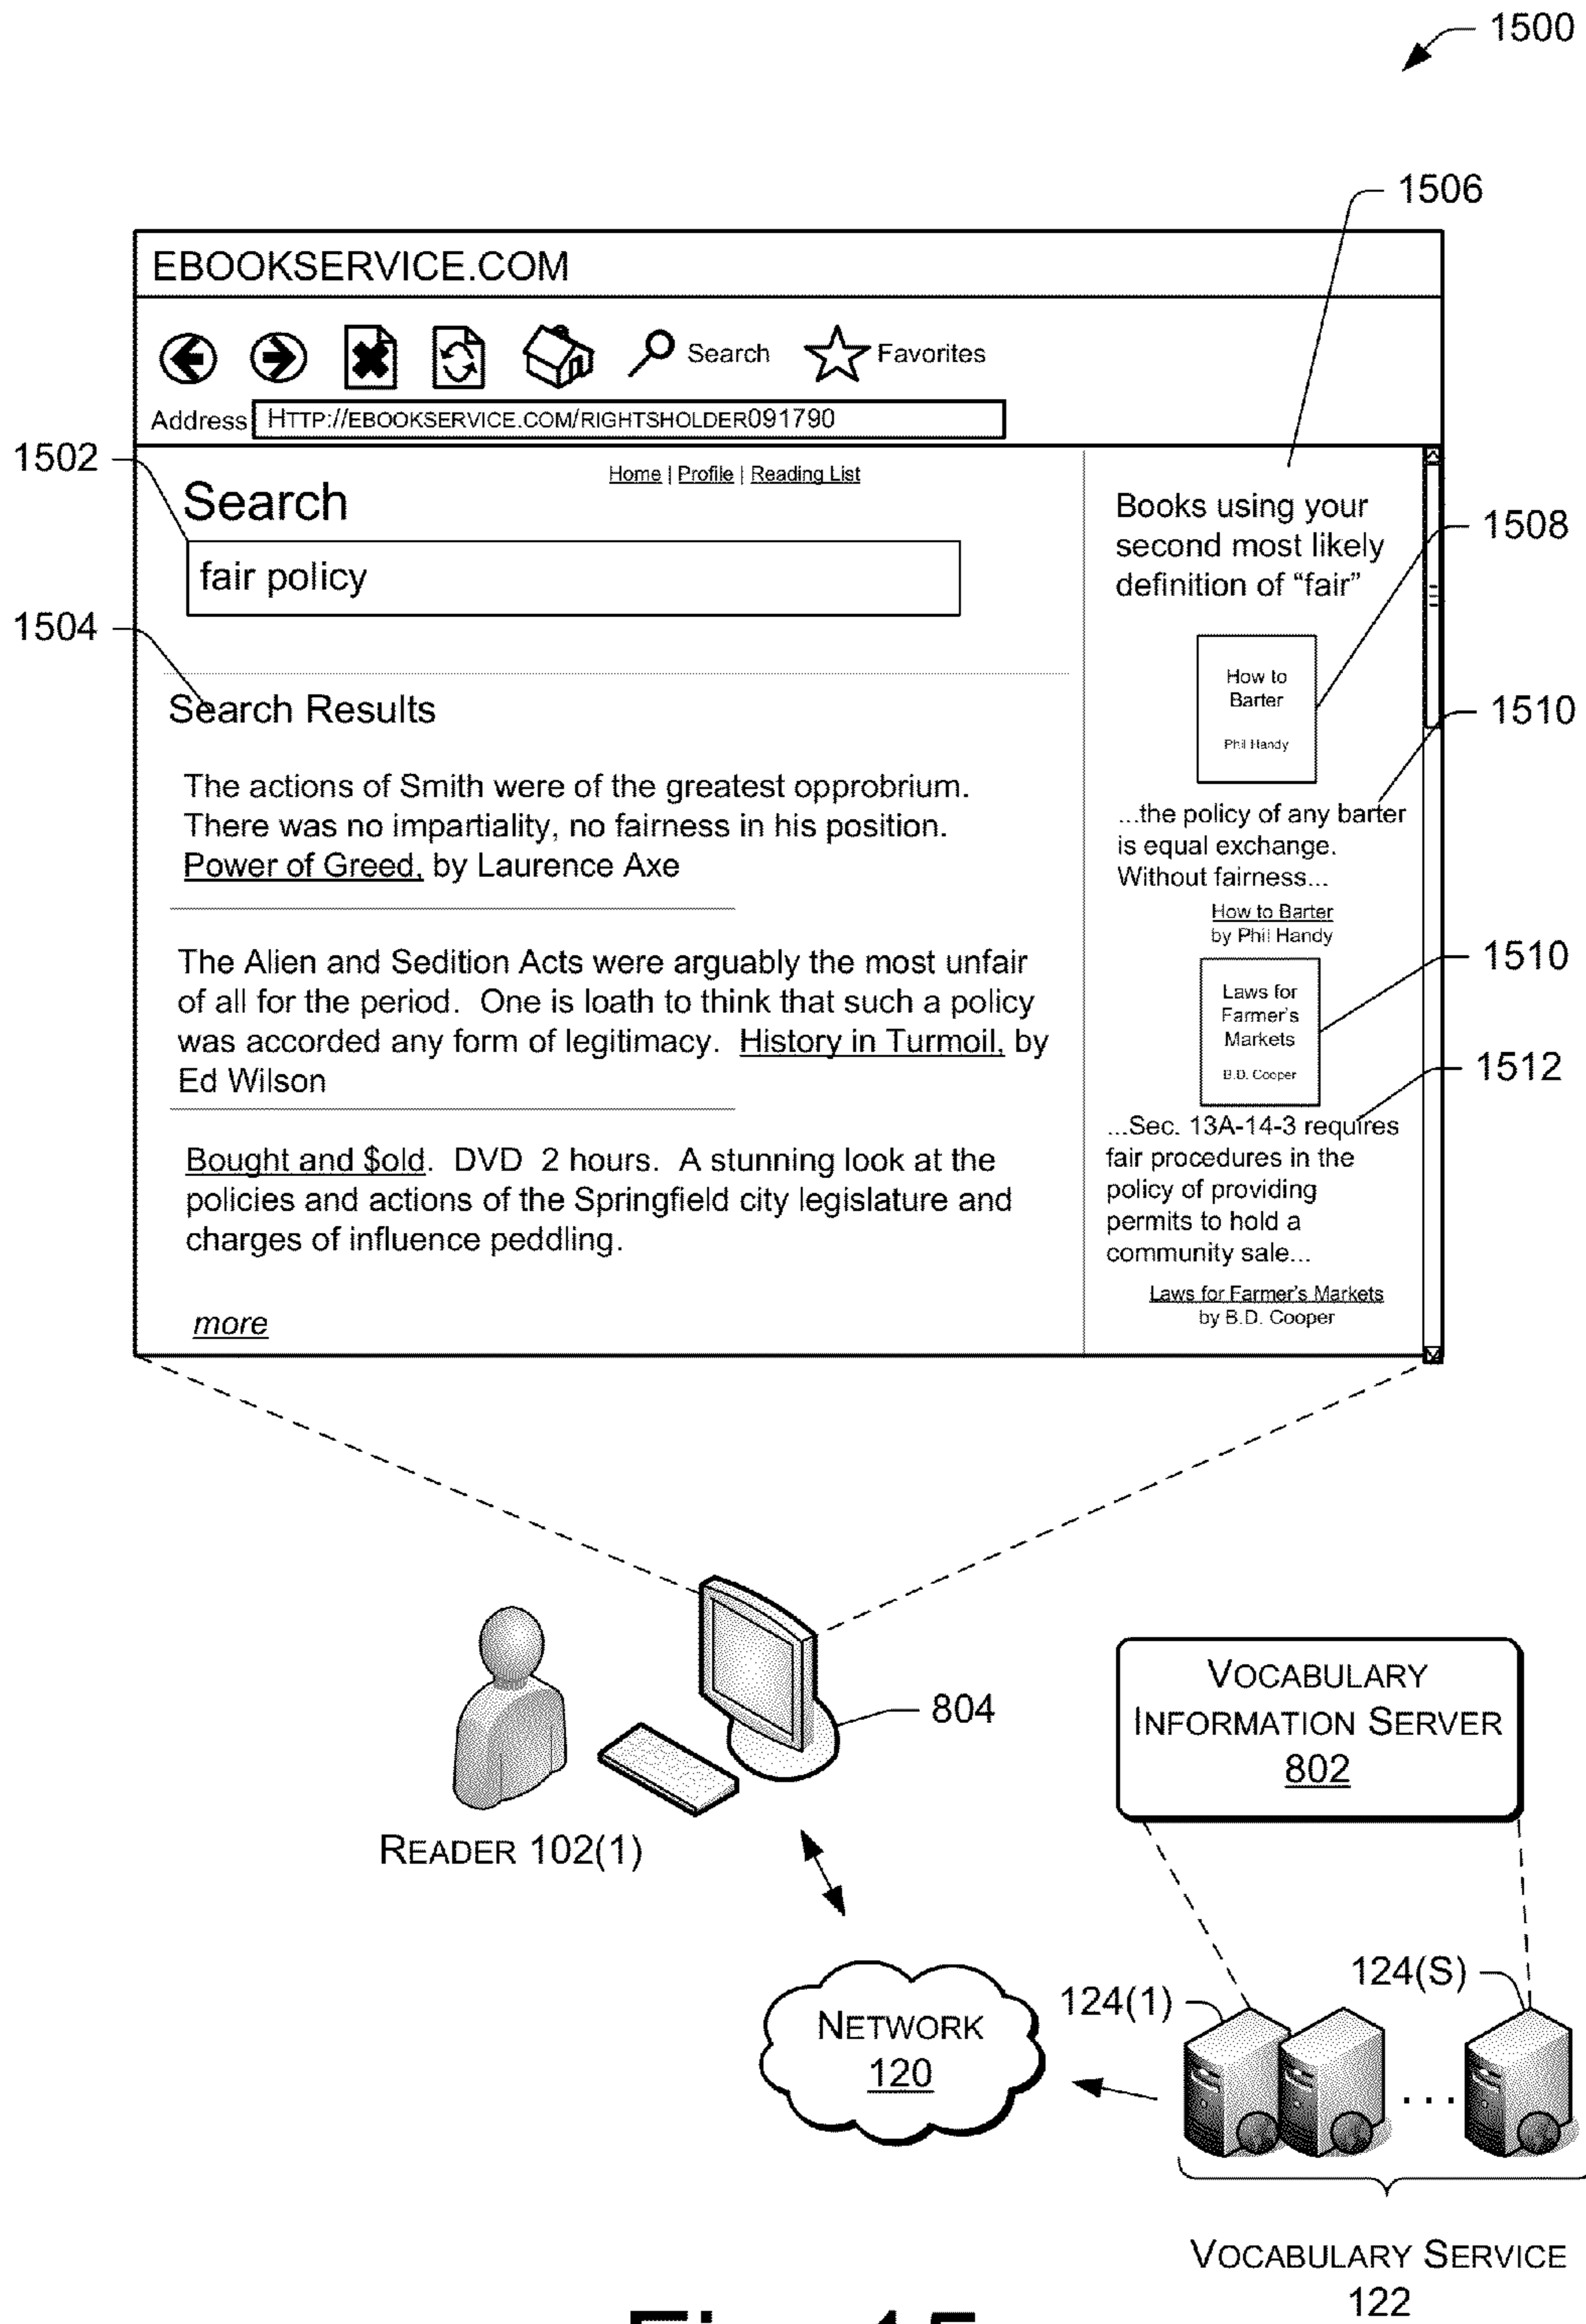 1500
1506
EBOOKSERVICE.COM
Search
Favorites
Address HTTP://EBOOKSERVICE.COM/RIGHTSHOLDER091790
1502
Home | Profile | Reading List
Search
fair policy
1504
Search Results
The actions of Smith were of the greatest opprobrium.
There was no impartiality, no fairness in his position.
Power of Greed, by Laurence Axe
The Alien and Sedition Acts were arguably the most unfair
of all for the period. One is loath to think that such a policy
was accorded any form of legitimacy. History in Turmoil, by
Ed Wilson
Bought and $old. DVD 2 hours. A stunning look at the
policies and actions of the Springfield city legislature and
charges of influence peddling.
more
Books using your
second most likely
definition of “fair”
1508
How to
Barter
Phil Handy
1510
...the policy of any barter
is equal exchange.
Without fairness...
How to Barter
by Phil Handy
1510
Laws for
Farmer's
Markets
B.D. Cooper
1512
...Sec. 13A-14-3 requires
fair procedures in the
policy of providing
permits to hold a
community sale...
Laws for Farmer's Markets
by B.D. Cooper
804
READER 102(1)
VOCABULARY
INFORMATION SERVER
802
NETWORK
120
124(1)
124(S)
...
VOCABULARY SERVICE
122